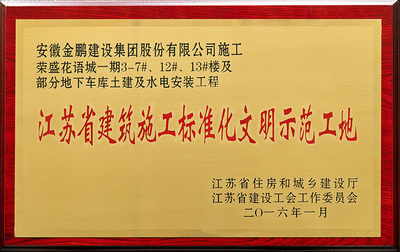 安徽金鹏建设集团股份有限公司施工
荣盛花语城一期3-7#、12#、13#楼及
部分地下车库土建及水电安装工程
江苏省建筑施工标准化文明示范工地
江苏省住房和城乡建设厅
江苏省建设工会工作委员会
二〇一六年一月